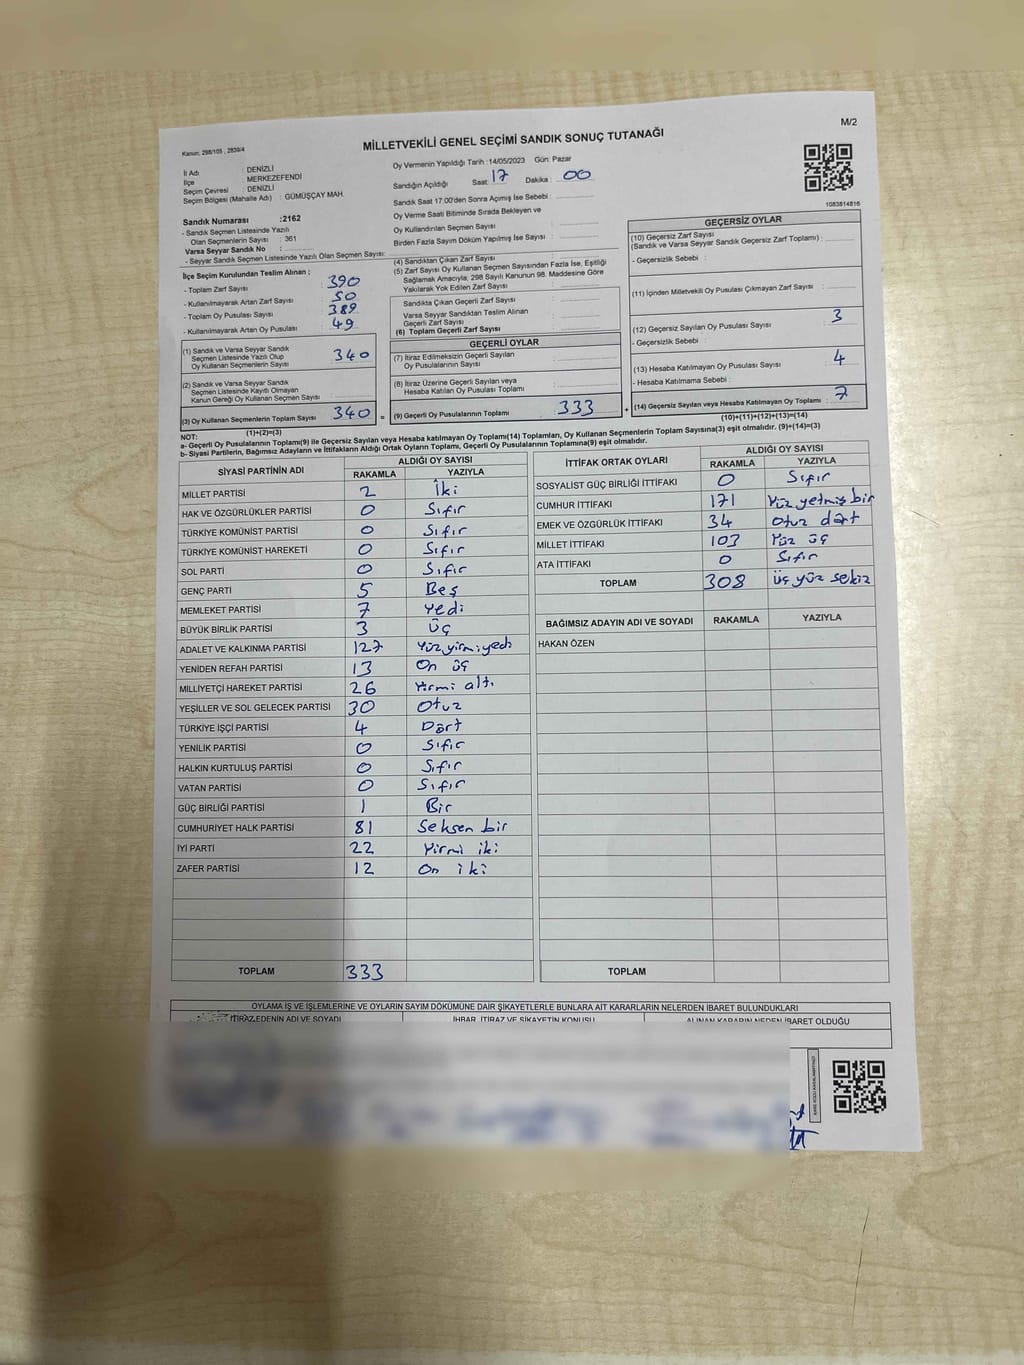 M/2
Kanun: 298/105 , 2839/4
MİLLETVEKİLİ GENEL SEÇİMİ SANDIK SONUÇ TUTANAĞI
İl Adı : DENİZLİ
İlçe : MERKEZEFENDİ
Seçim Çevresi : DENİZLİ
Seçim Bölgesi (Mahalle Adı) : GÜMÜŞÇAY MAH.
Oy Vermenin Yapıldığı Tarih :14/05/2023 Gün: Pazar
Sandığın Açıldığı Saat: 17 Dakika : 00
Sandık Saat 17:00'den Sonra Açılmış İse Sebebi :
Oy Verme Saati Bitiminde Sırada Bekleyen ve
Oy Kullandırılan Seçmen Sayısı :
Birden Fazla Sayım Döküm Yapılmış İse Sayısı :
1083814816
Sandık Numarası :2162
- Sandık Seçmen Listesinde Yazılı
Olan Seçmenlerin Sayısı : 361
Varsa Seyyar Sandık No :
- Seyyar Sandık Seçmen Listesinde Yazılı Olan Seçmen Sayısı:
İlçe Seçim Kurulundan Teslim Alınan ;
- Toplam Zarf Sayısı : 390
- Kullanılmayarak Artan Zarf Sayısı : 50
- Toplam Oy Pusulası Sayısı : 389
- Kullanılmayarak Artan Oy Pusulası : 49
(1) Sandık ve Varsa Seyyar Sandık
Seçmen Listesinde Yazılı Olup
Oy Kullanan Seçmenlerin Sayısı : 340
(2) Sandık ve Varsa Seyyar Sandık
Seçmen Listesinde Kayıtlı Olmayan
Kanun Gereği Oy Kullanan Seçmen Sayısı :
(3) Oy Kullanan Seçmenlerin Toplam Sayısı : 340 =
(1)+(2)=(3)
(4) Sandıktan Çıkan Zarf Sayısı :
(5) Zarf Sayısı Oy Kullanan Seçmen Sayısından Fazla İse, Eşitliği
Sağlamak Amacıyla, 298 Sayılı Kanunun 98. Maddesine Göre
Yakılarak Yok Edilen Zarf Sayısı :
Sandıkta Çıkan Geçerli Zarf Sayısı :
Varsa Seyyar Sandıktan Teslim Alınan
Geçerli Zarf Sayısı :
(6) Toplam Geçerli Zarf Sayısı :
GEÇERLİ OYLAR
(7) İtiraz Edilmeksizin Geçerli Sayılan
Oy Pusulasının Sayısı :
(8) İtiraz Üzerine Geçerli Sayılan veya
Hesaba Katılan Oy Pusulası Toplamı :
(9) Geçerli Oy Pusulalarının Toplamı : 333 +
GEÇERSİZ OYLAR
(10) Geçersiz Zarf Sayısı
(Sandık ve Varsa Seyyar Sandık Geçersiz Zarf Toplamı) :
- Geçersizlik Sebebi :
(11) İçinden Milletvekili Oy Pusulası Çıkmayan Zarf Sayısı :
(12) Geçersiz Sayılan Oy Pusulası Sayısı : 3
- Geçersizlik Sebebi :
(13) Hesaba Katılmayan Oy Pusulası Sayısı : 4
- Hesaba Katılmama Sebebi :
(14) Geçersiz Sayılan veya Hesaba Katılmayan Oy Toplamı : 7
(10)+(11)+(12)+(13)=(14)
NOT:
a- Geçerli Oy Pusulaları Toplamı(9) ile Geçersiz Sayılan veya Hesaba katılmayan Oy Toplamı(14) Toplamları, Oy Kullanan Seçmenlerin Toplam Sayısına(3) eşit olmalıdır. (9)+(14)=(3)
b- Siyasi Partilerin, Bağımsız Adayların ve İttifakların Aldığı Ortak Oyların Toplamı, Geçerli Oy Pusulalarının Toplamına(9) eşit olmalıdır.
SİYASİ PARTİNİN ADI ALDIĞI OY SAYISI
RAKAMLA YAZIYLA
MİLLET PARTİSİ 2 İki
HAK VE ÖZGÜRLÜKLER PARTİSİ 0 Sıfır
TÜRKİYE KOMÜNİST PARTİSİ 0 Sıfır
TÜRKİYE KOMÜNİST HAREKETİ 0 Sıfır
SOL PARTİ 0 Sıfır
GENÇ PARTİ 5 Beş
MEMLEKET PARTİSİ 7 Yedi
BÜYÜK BİRLİK PARTİSİ 3 Üç
ADALET VE KALKINMA PARTİSİ 127 Yüzyirmiyedi
YENİDEN REFAH PARTİSİ 13 On üç
MİLLİYETÇİ HAREKET PARTİSİ 26 Yirmi altı
YEŞİLLER VE SOL GELECEK PARTİSİ 30 Otuz
TÜRKİYE İŞÇİ PARTİSİ 4 Dört
YENİLİK PARTİSİ 0 Sıfır
HALKIN KURTULUŞ PARTİSİ 0 Sıfır
VATAN PARTİSİ 0 Sıfır
GÜÇ BİRLİĞİ PARTİSİ 1 Bir
CUMHURİYET HALK PARTİSİ 81 Seksen bir
İYİ PARTİ 22 Yirmi iki
ZAFER PARTİSİ 12 On iki
TOPLAM 333
İTTİFAK ORTAK OYLARI ALDIĞI OY SAYISI
RAKAMLA YAZIYLA
SOSYALİST GÜÇ BİRLİĞİ İTTİFAKI 0 Sıfır
CUMHUR İTTİFAKI 171 Yüz yetmiş bir
EMEK VE ÖZGÜRLÜK İTTİFAKI 34 Otuz dört
MİLLET İTTİFAKI 103 Yüz üç
ATA İTTİFAKI 0 Sıfır
TOPLAM 308 üç yüz sekiz
BAĞIMSIZ ADAYIN ADI VE SOYADI RAKAMLA YAZIYLA
HAKAN ÖZEN
TOPLAM
OYLAMA İŞ VE İŞLEMLERİNE VE OYLARIN SAYIM DÖKÜMÜNE DAİR ŞİKAYETLERLE BUNLARA AİT KARARLARIN NELERDEN İBARET BULUNDUKLARI
İTİRAZ EDENİN ADI VE SOYADI İHBAR, İTİRAZ VE ŞİKAYETİN KONUSU ALINAN KARARIN NEDEN İBARET OLDUĞU